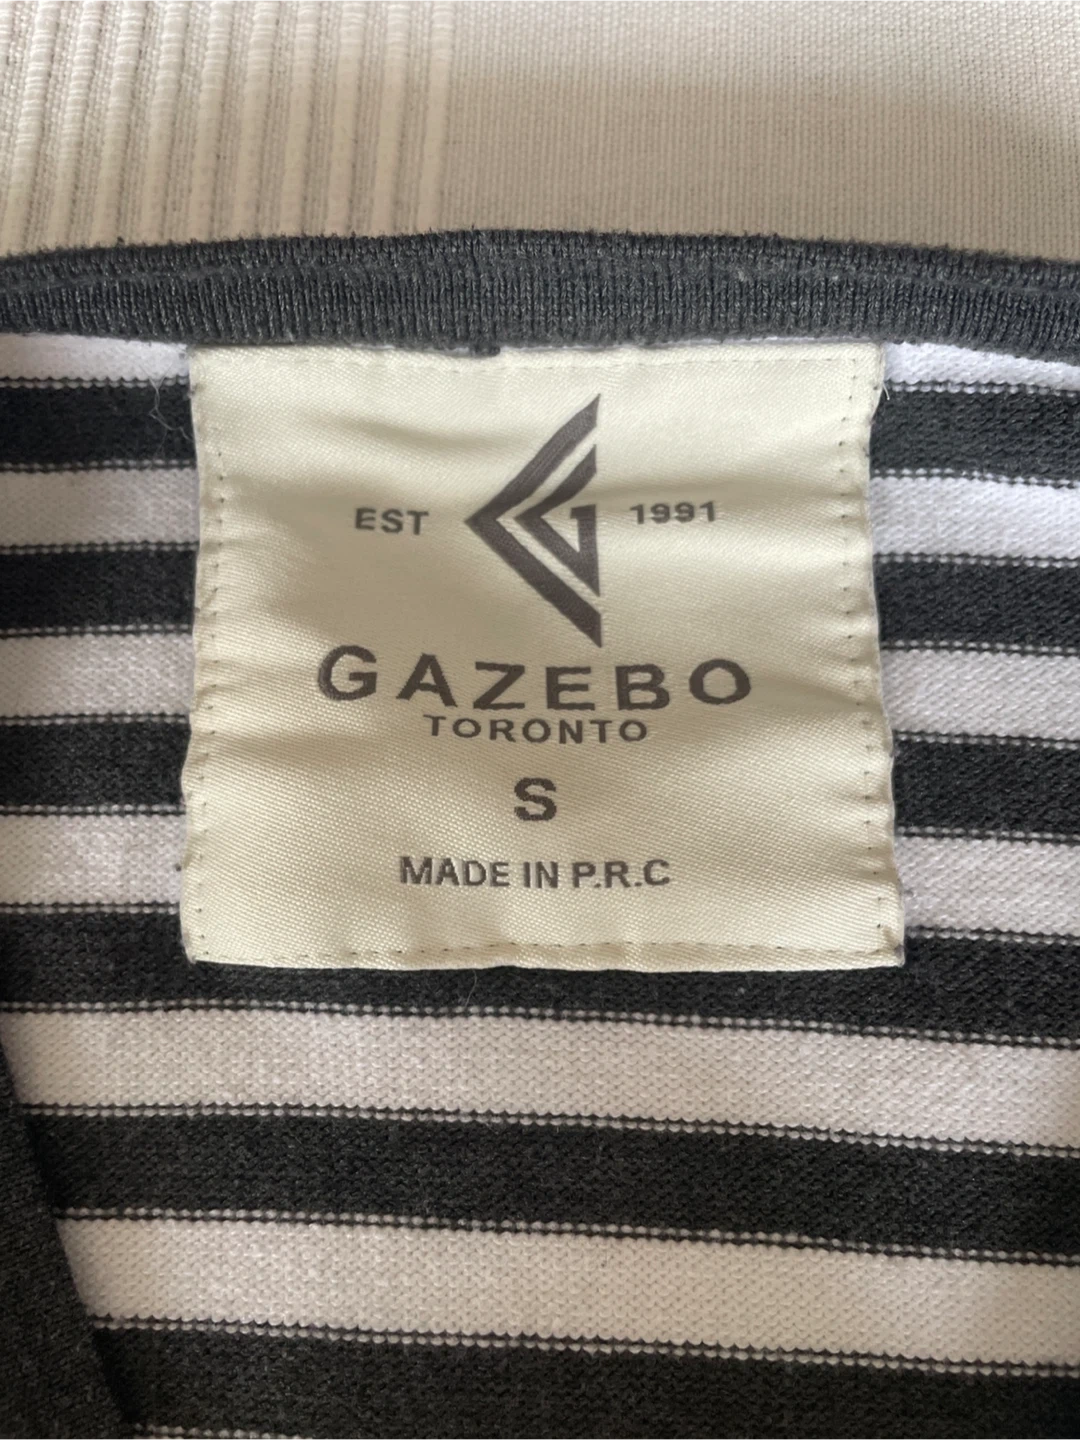 EST 1991
G
GAZEBO
TORONTO
S
MADE IN P.R.C